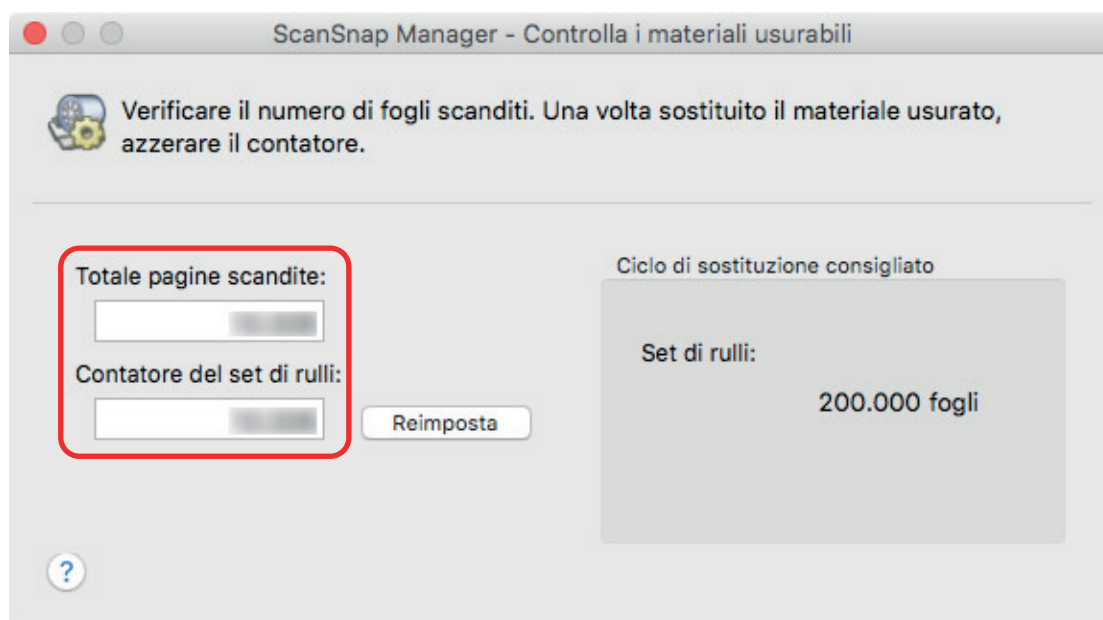 ScanSnap Manager - Controlla i materiali usurabili
Verificare il numero di fogli scanditi. Una volta sostituito il materiale usurato,
azzerare il contatore.
Totale pagine scandite:
Ciclo di sostituzione consigliato
Set di rulli:
200.000 fogli
Contatore del set di rulli:
Reimposta
?